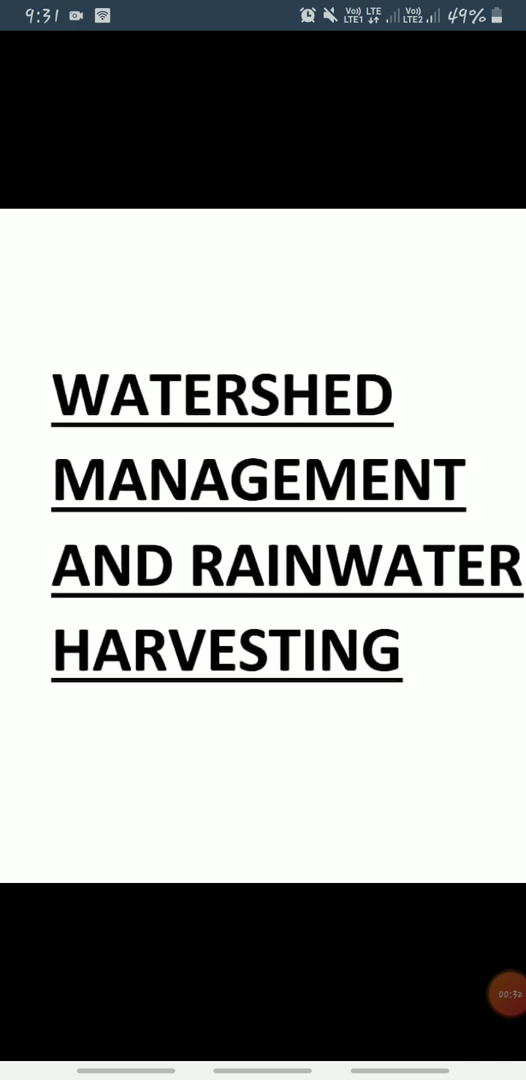 9:31 Vo) LTE1 LTE Vo) LTE2 49%
WATERSHED
MANAGEMENT
AND RAINWATER
HARVESTING
00:32